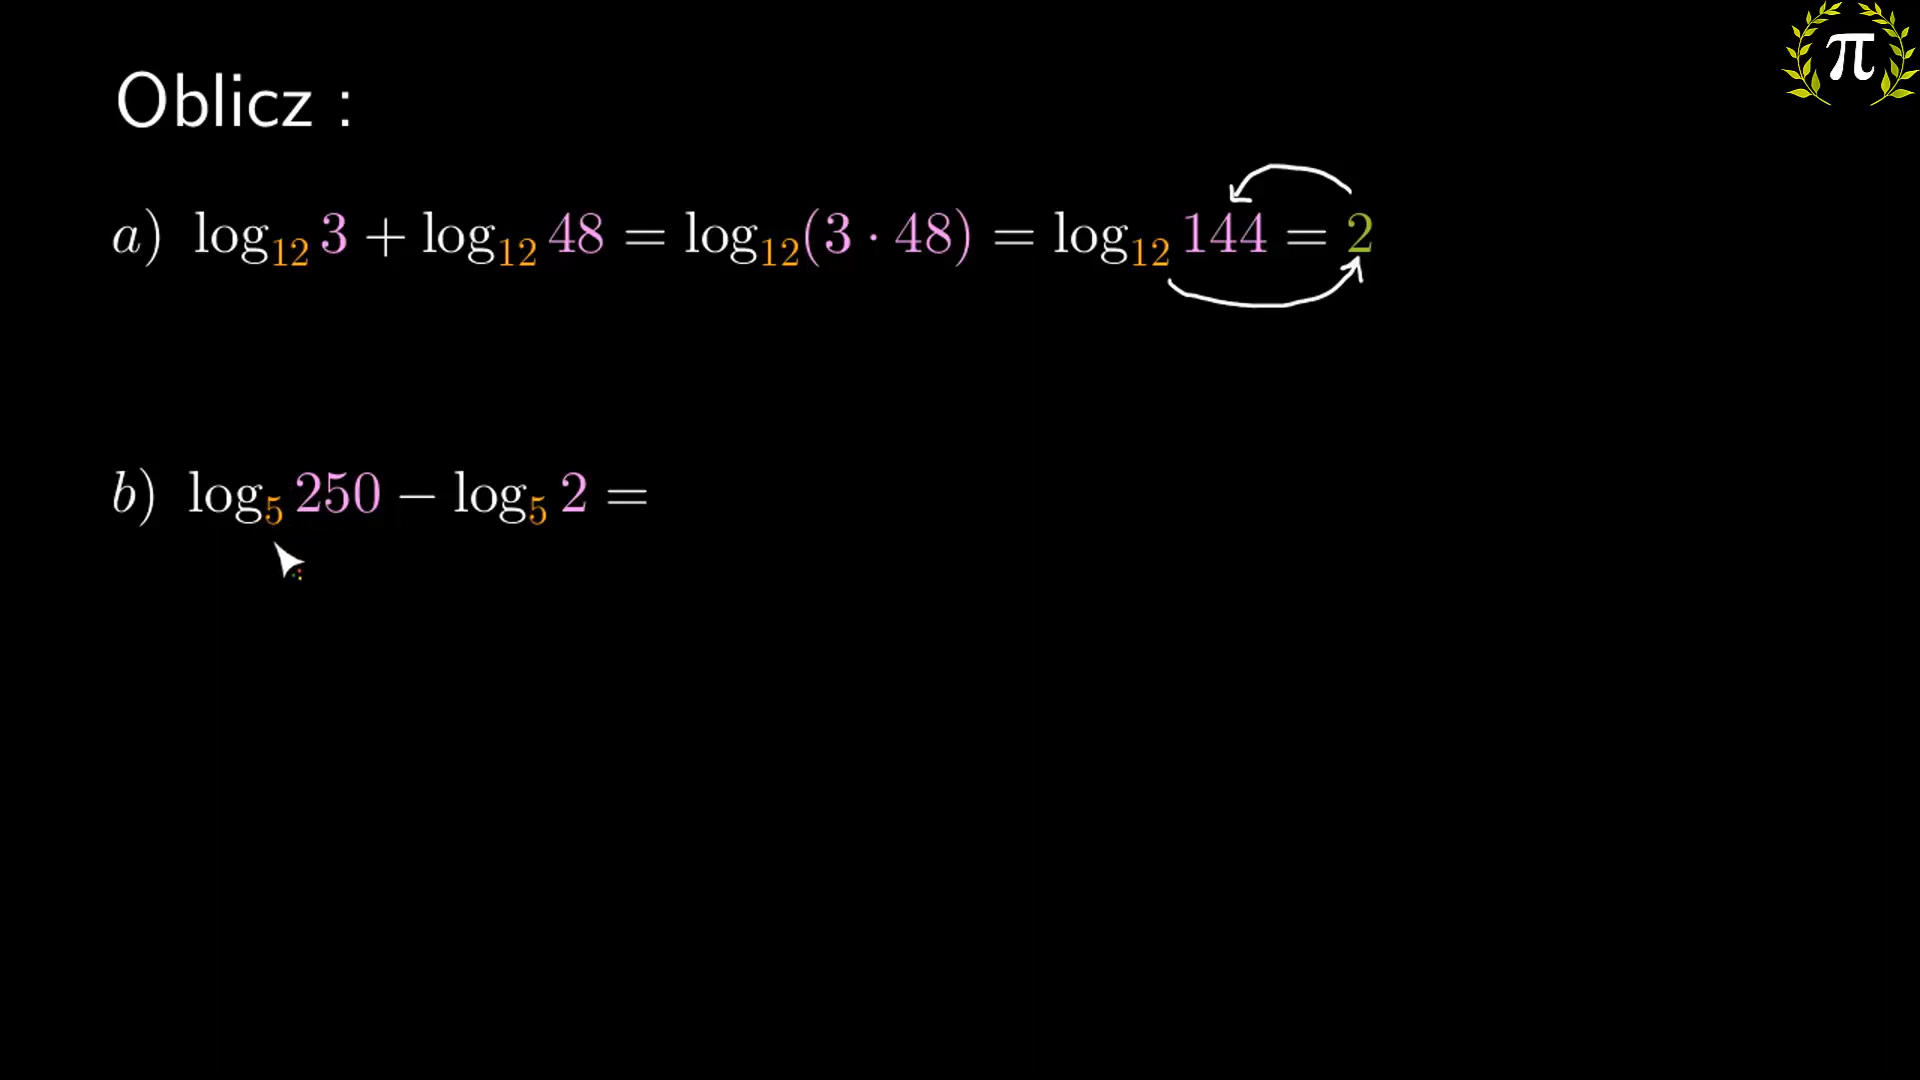 Oblicz :
a) log₁₂ 3 + log₁₂ 48 = log₁₂(3 · 48) = log₁₂ 144 = 2
b) log₅ 250 − log₅ 2 =
π